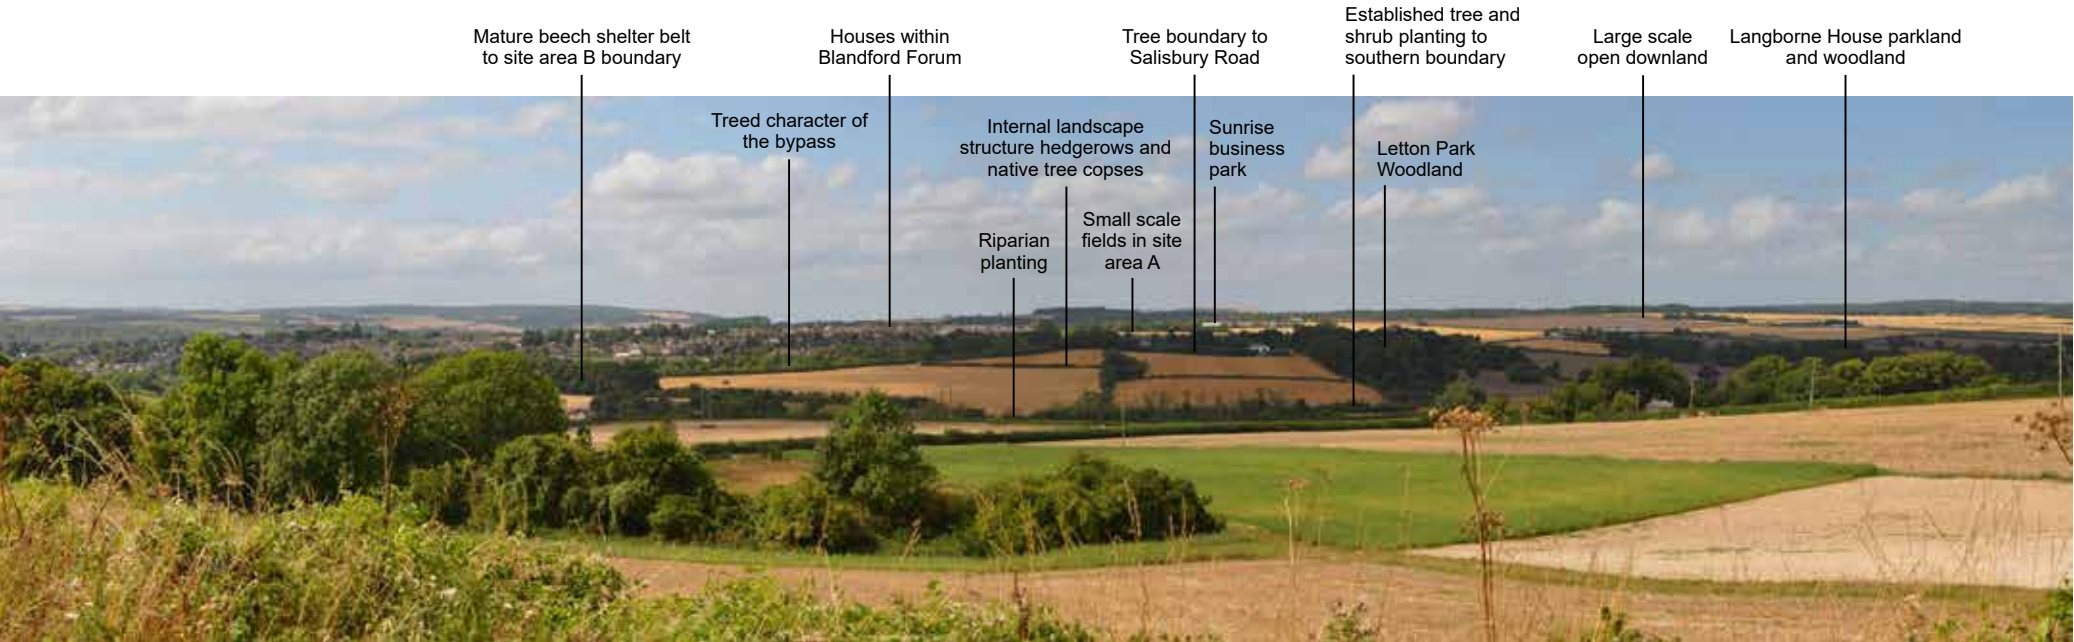 Mature beech shelter belt
to site area B boundary
Houses within
Blandford Forum
Tree boundary to
Salisbury Road
Established tree and
shrub planting to
southern boundary
Large scale
open downland
Langborne House parkland
and woodland
Treed character of
the bypass
Internal landscape
structure hedgerows and
native tree copses
Sunrise
business
park
Letton Park
Woodland
Riparian
planting
Small scale
fields in site
area A